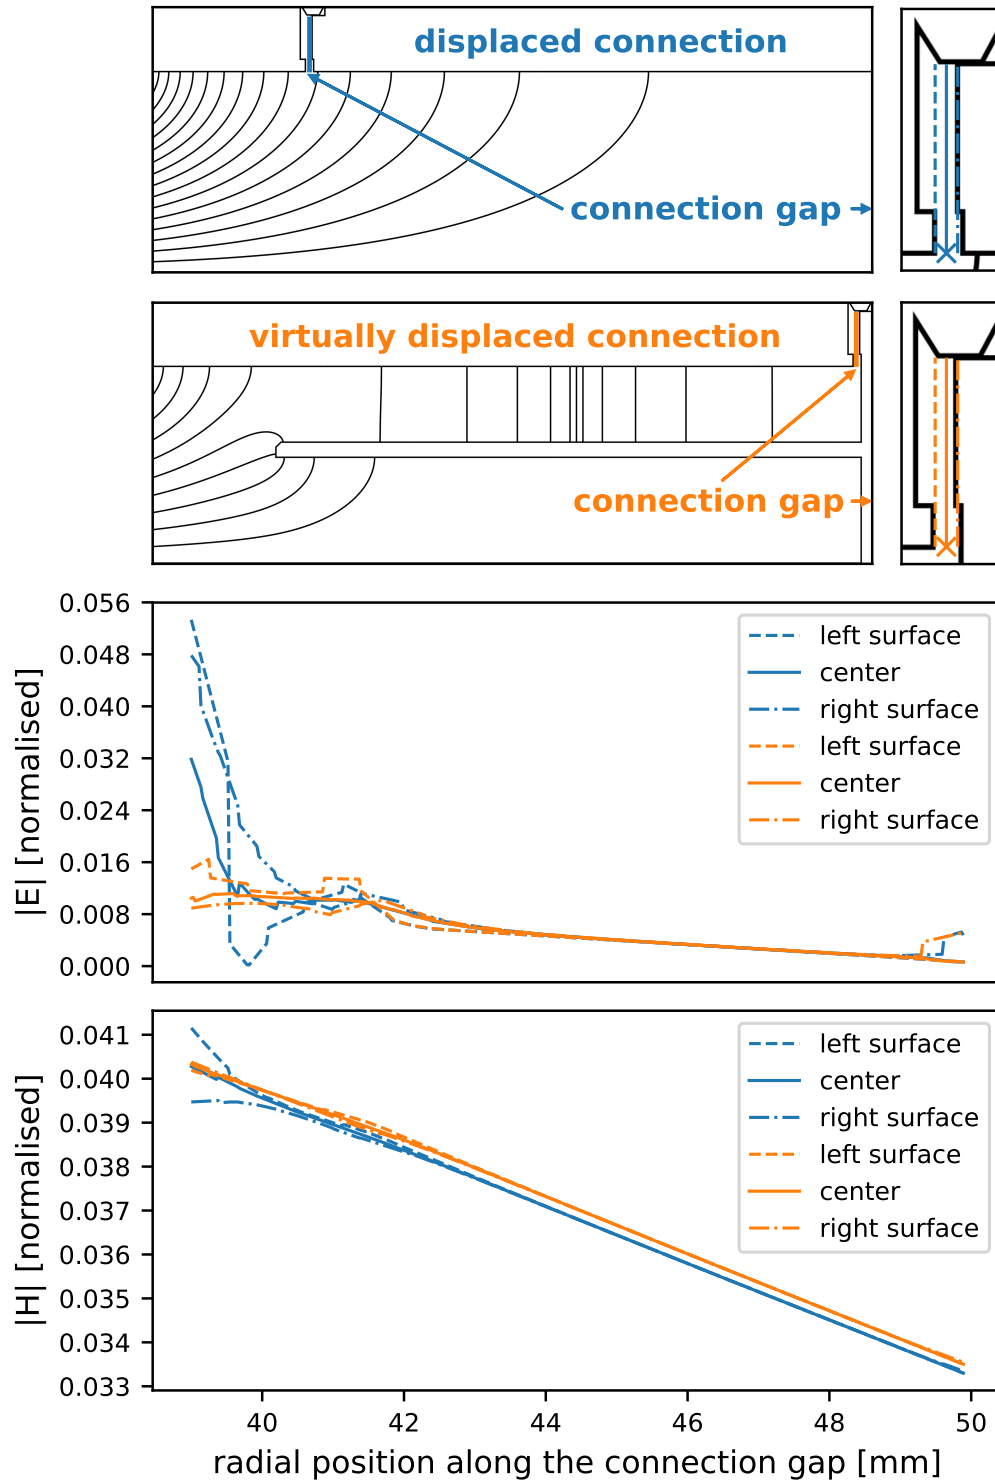 displaced connection
connection gap
virtually displaced connection
connection gap
|E| [normalised]
0.056
0.048
0.040
0.032
0.024
0.016
0.008
0.000
left surface
center
right surface
left surface
center
right surface
|H| [normalised]
0.041
0.040
0.039
0.038
0.037
0.036
0.035
0.034
0.033
left surface
center
right surface
left surface
center
right surface
40 42 44 46 48 50
radial position along the connection gap [mm]